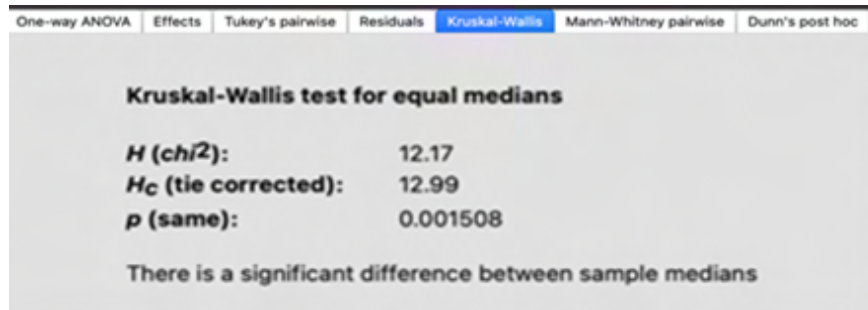 One-way ANOVA Effects Tukey's pairwise Residuals Kruskal-Wallis Mann-Whitney pairwise Dunn's post hoc
Kruskal-Wallis test for equal medians
H (chi2): 12.17
Hc (tie corrected): 12.99
p (same): 0.001508
There is a significant difference between sample medians